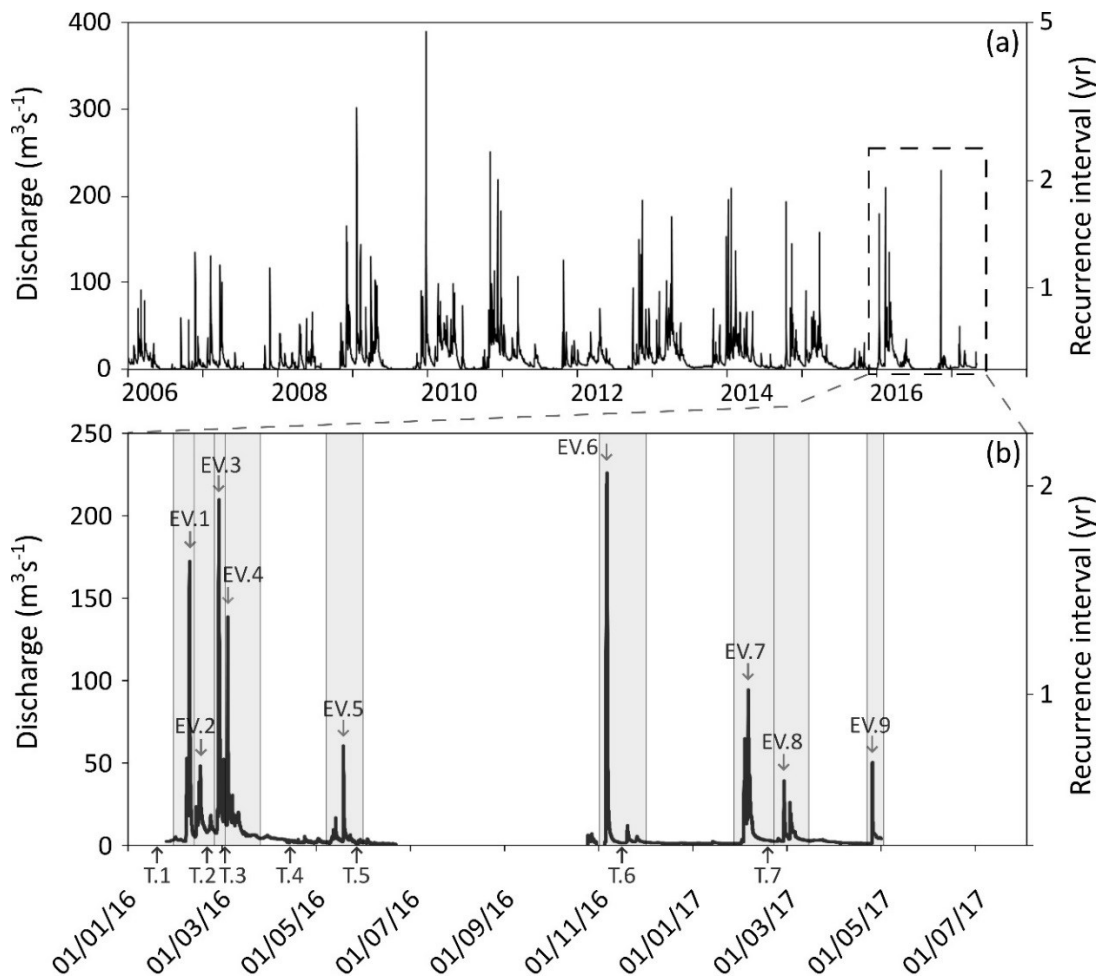 (a)
Discharge (m³s⁻¹)
400
300
200
100
0
Recurrence interval (yr)
5
2
1
2006 2008 2010 2012 2014 2016
(b)
Discharge (m³s⁻¹)
250
200
150
100
50
0
Recurrence interval (yr)
2
1
EV.1
EV.2
EV.3
EV.4
EV.5
EV.6
EV.7
EV.8
EV.9
T.1 T.2 T.3 T.4 T.5 T.6 T.7
01/01/16 01/03/16 01/05/16 01/07/16 01/09/16 01/11/16 01/01/17 01/03/17 01/05/17 01/07/17